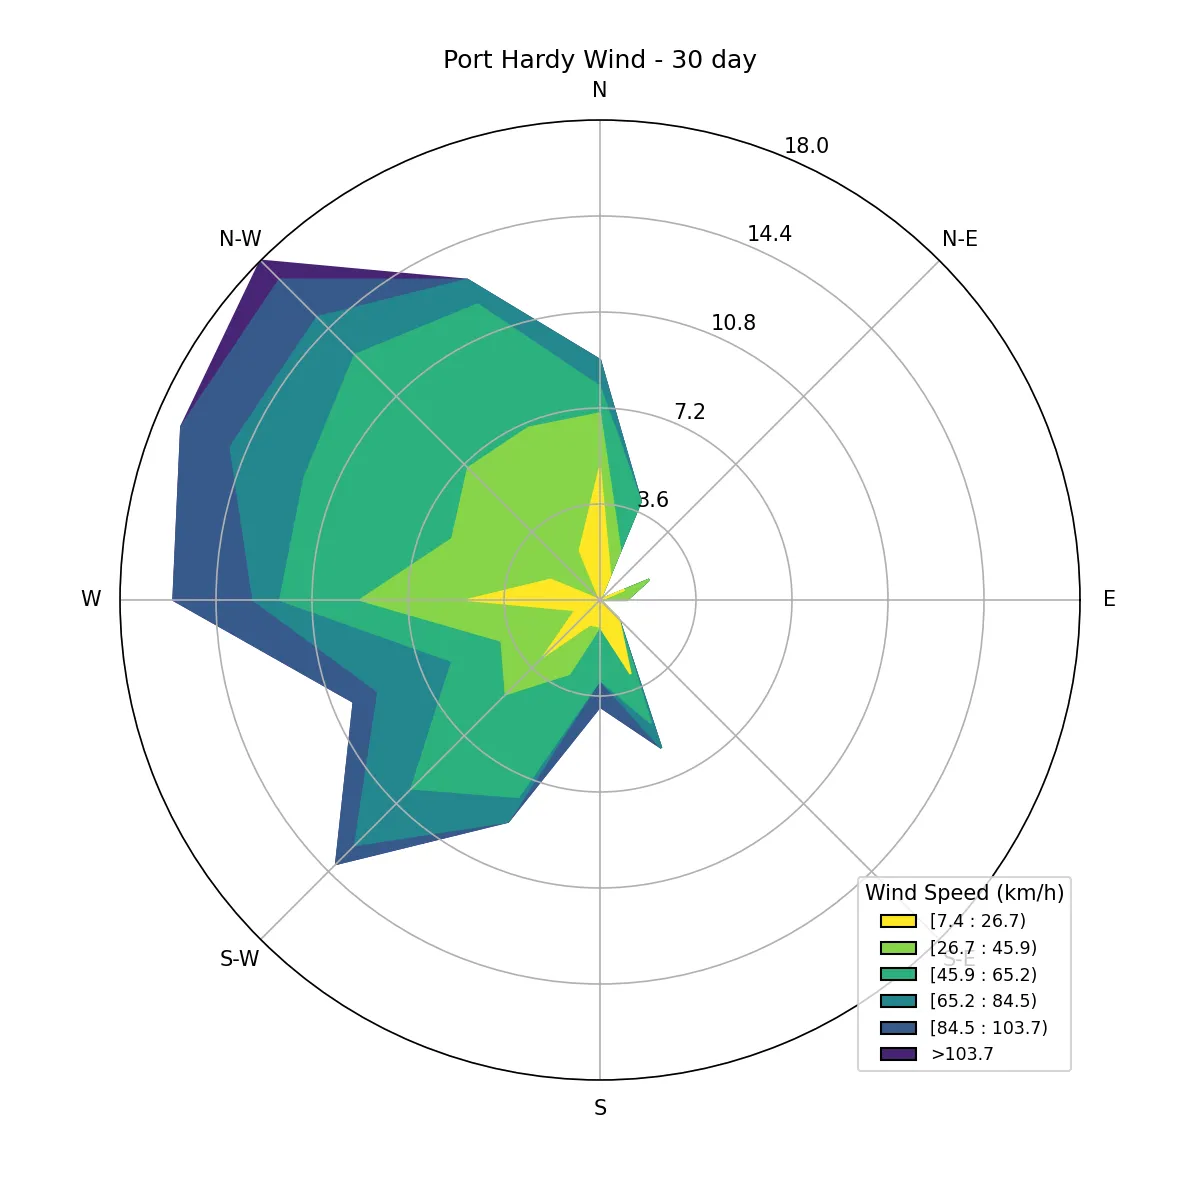 Port Hardy Wind - 30 day
N
18.0
N-W
14.4
N-E
10.8
7.2
3.6
W
E
S-W
S-E
S
Wind Speed (km/h)
[7.4 : 26.7)
[26.7 : 45.9)
[45.9 : 65.2)
[65.2 : 84.5)
[84.5 : 103.7)
>103.7